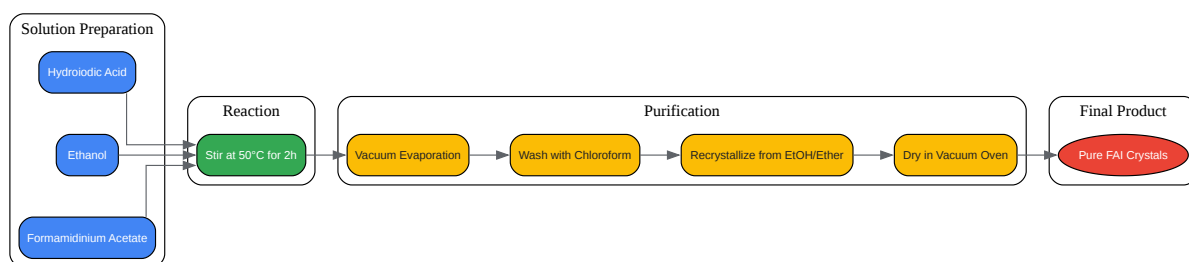 Solution Preparation
Hydroiodic Acid
Ethanol
Formamidinium Acetate
Reaction
Stir at 50°C for 2h
Purification
Vacuum Evaporation
Wash with Chloroform
Recrystallize from EtOH/Ether
Dry in Vacuum Oven
Final Product
Pure FAI Crystals